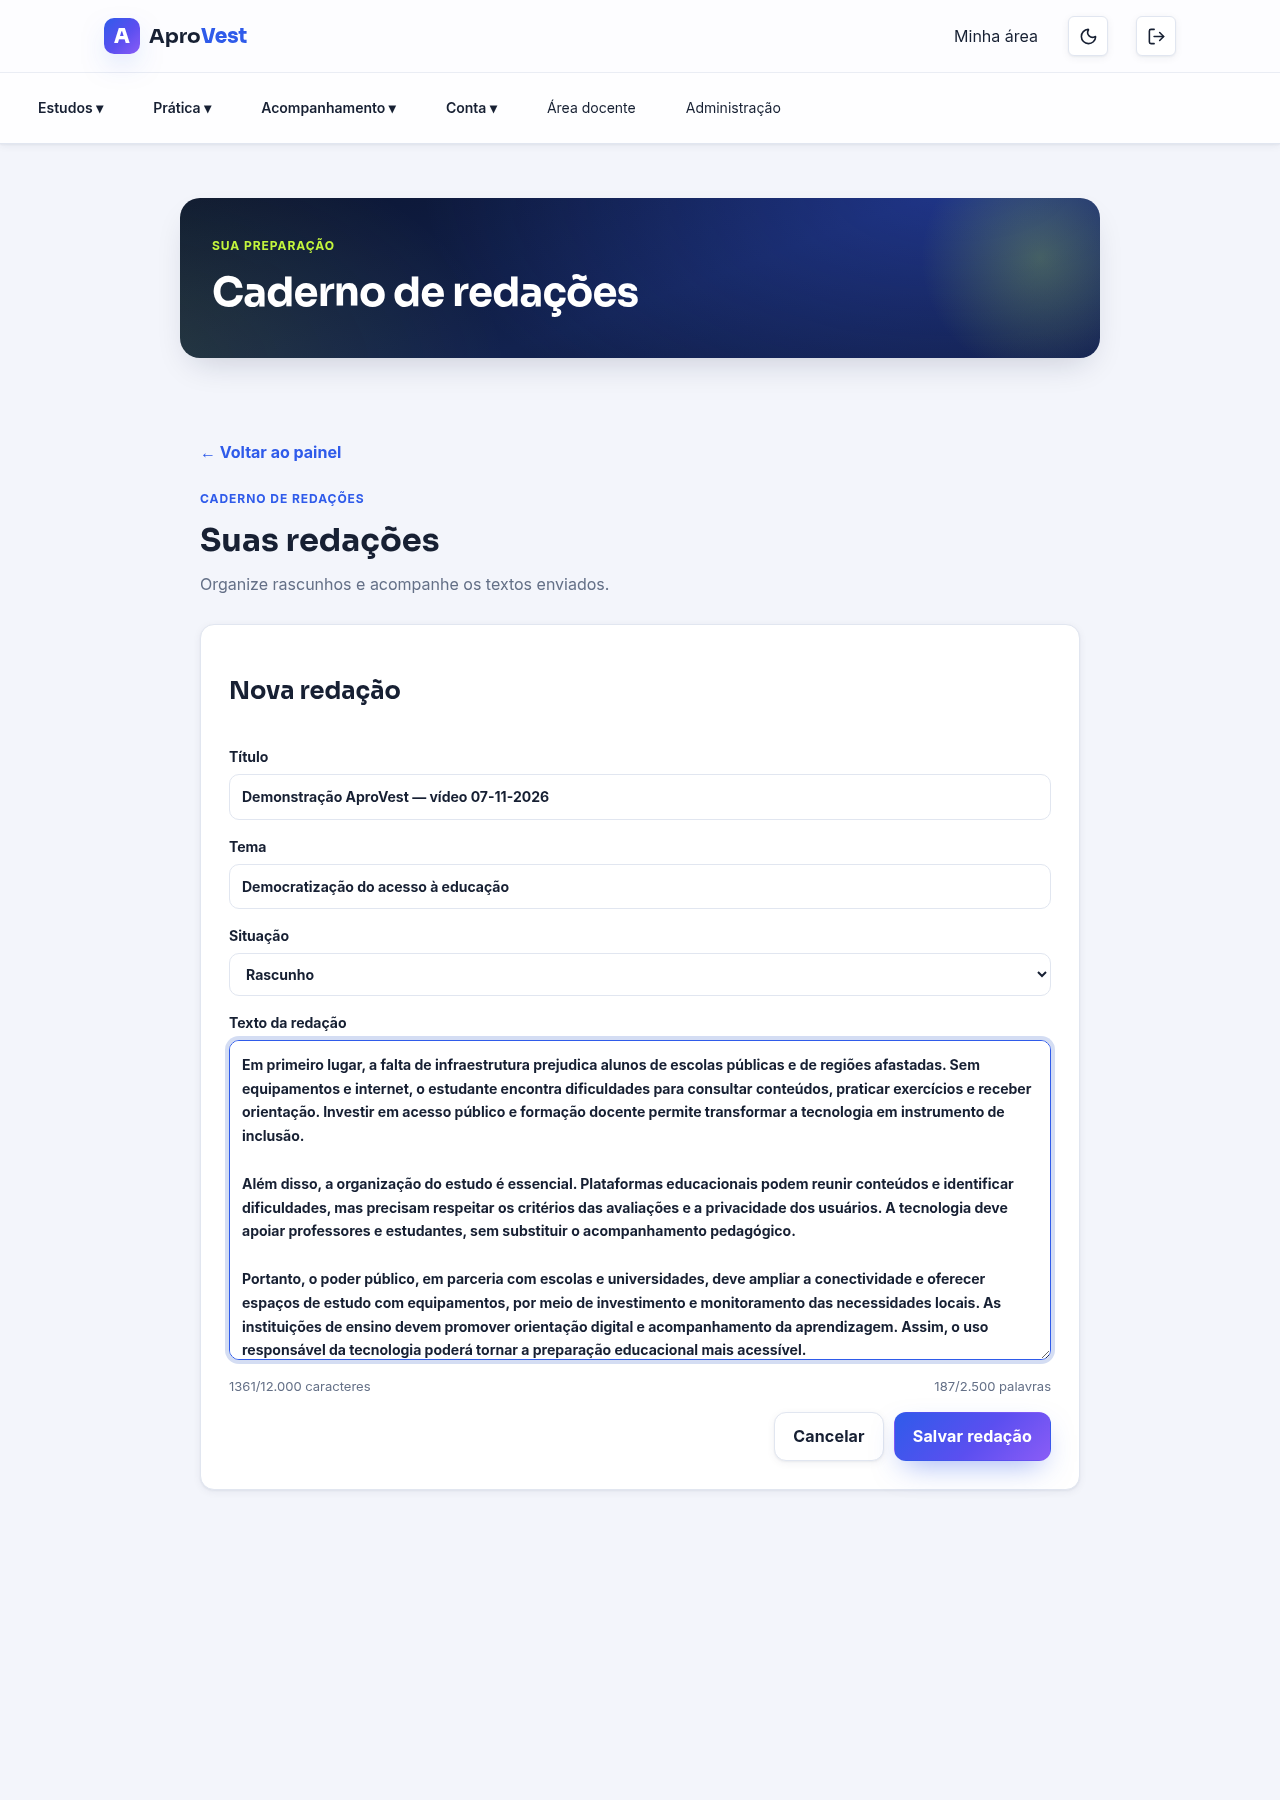 A AproVest
Minha área
Estudos ▾ Prática ▾ Acompanhamento ▾ Conta ▾ Área docente Administração
SUA PREPARAÇÃO
Caderno de redações
← Voltar ao painel
CADERNO DE REDAÇÕES
Suas redações
Organize rascunhos e acompanhe os textos enviados.
Nova redação
Título
Demonstração AproVest — vídeo 07-11-2026
Tema
Democratização do acesso à educação
Situação
Rascunho
Texto da redação
Em primeiro lugar, a falta de infraestrutura prejudica alunos de escolas públicas e de regiões afastadas. Sem
equipamentos e internet, o estudante encontra dificuldades para consultar conteúdos, praticar exercícios e receber
orientação. Investir em acesso público e formação docente permite transformar a tecnologia em instrumento de
inclusão.
Além disso, a organização do estudo é essencial. Plataformas educacionais podem reunir conteúdos e identificar
dificuldades, mas precisam respeitar os critérios das avaliações e a privacidade dos usuários. A tecnologia deve
apoiar professores e estudantes, sem substituir o acompanhamento pedagógico.
Portanto, o poder público, em parceria com escolas e universidades, deve ampliar a conectividade e oferecer
espaços de estudo com equipamentos, por meio de investimento e monitoramento das necessidades locais. As
instituições de ensino devem promover orientação digital e acompanhamento da aprendizagem. Assim, o uso
responsável da tecnologia poderá tornar a preparação educacional mais acessível.
1361/12.000 caracteres
187/2.500 palavras
Cancelar
Salvar redação